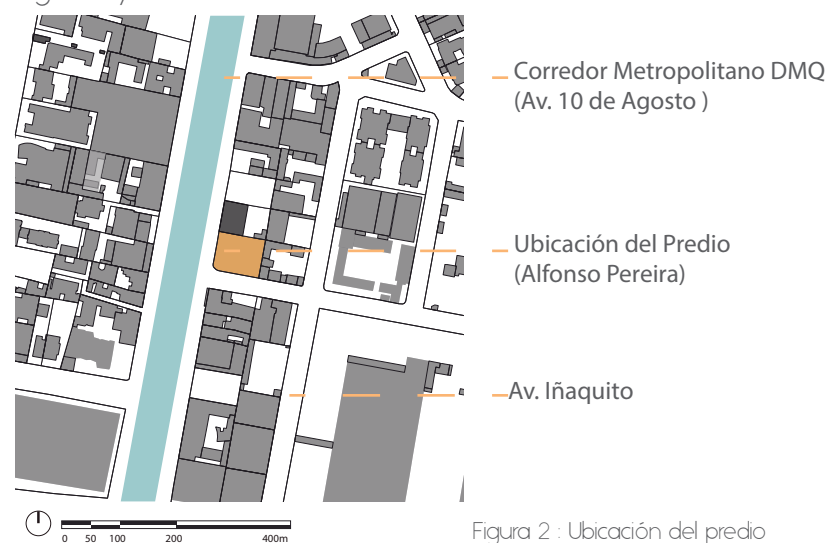 Corredor Metropolitano DMQ
(Av. 10 de Agosto )
Ubicación del Predio
(Alfonso Pereira)
Av. Iñaquito
0 50 100 200 400m
Figura 2 : Ubicación del predio